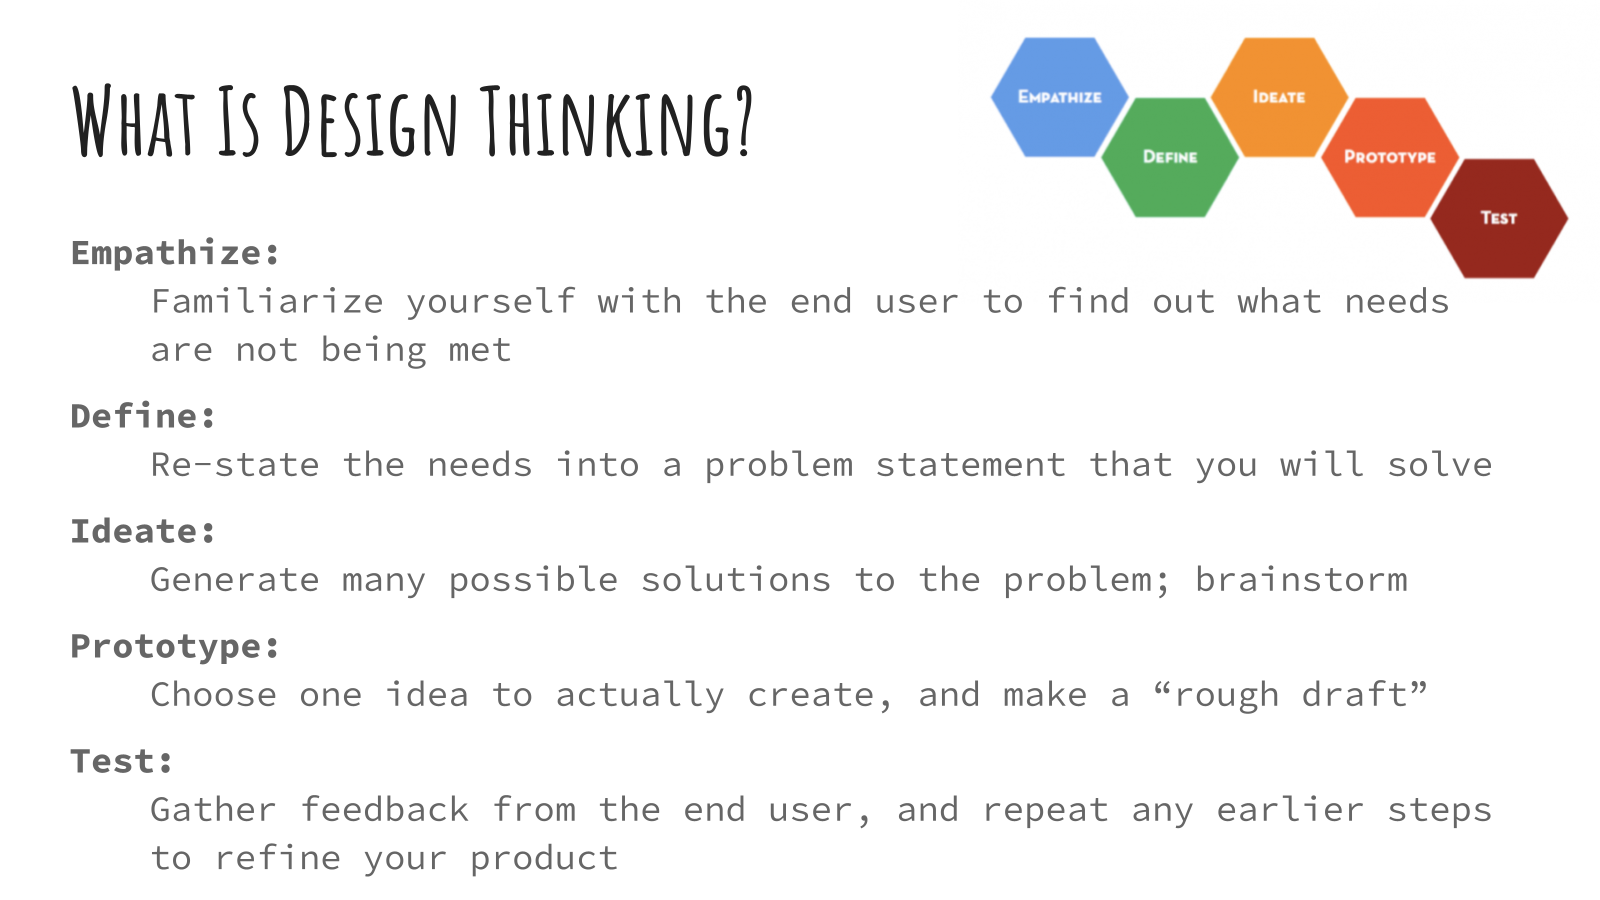 What Is Design Thinking?
Empathize
Define
Ideate
Prototype
Test
Empathize:
Familiarize yourself with the end user to find out what needs
are not being met
Define:
Re-state the needs into a problem statement that you will solve
Ideate:
Generate many possible solutions to the problem; brainstorm
Prototype:
Choose one idea to actually create, and make a “rough draft”
Test:
Gather feedback from the end user, and repeat any earlier steps
to refine your product